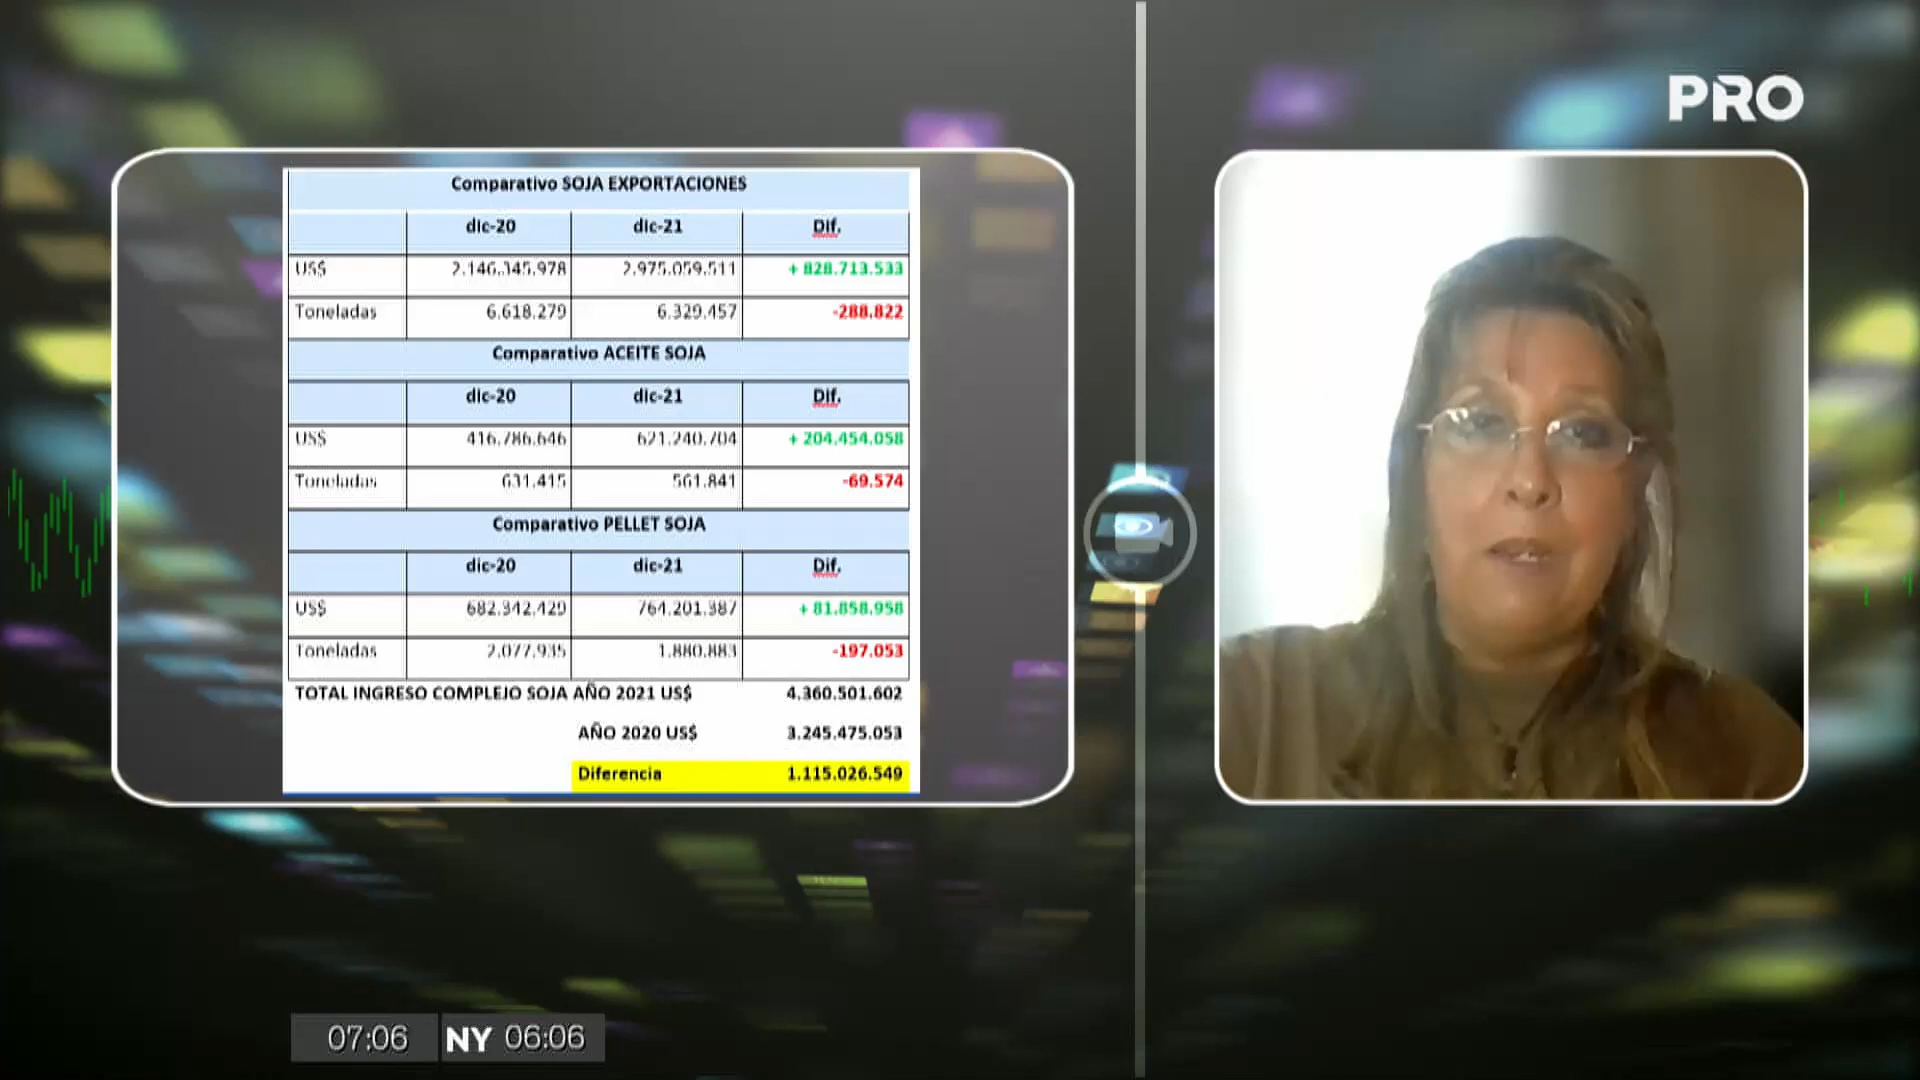 PRO
Comparativo SOJA EXPORTACIONES
dic-20 dic-21 Dif.
US$ 2.146.345.978 2.975.059.511 + 828.713.533
Toneladas 6.618.279 6.329.457 -288.822
Comparativo ACEITE SOJA
dic-20 dic-21 Dif.
US$ 416.786.646 621.240.704 + 204.454.058
Toneladas 631.415 561.841 -69.574
Comparativo PELLET SOJA
dic-20 dic-21 Dif.
US$ 682.342.429 764.201.387 + 81.858.958
Toneladas 2.077.935 1.880.883 -197.053
TOTAL INGRESO COMPLEJO SOJA AÑO 2021 US$ 4.360.501.602
AÑO 2020 US$ 3.245.475.053
Diferencia 1.115.026.549
07:06 NY 06:06